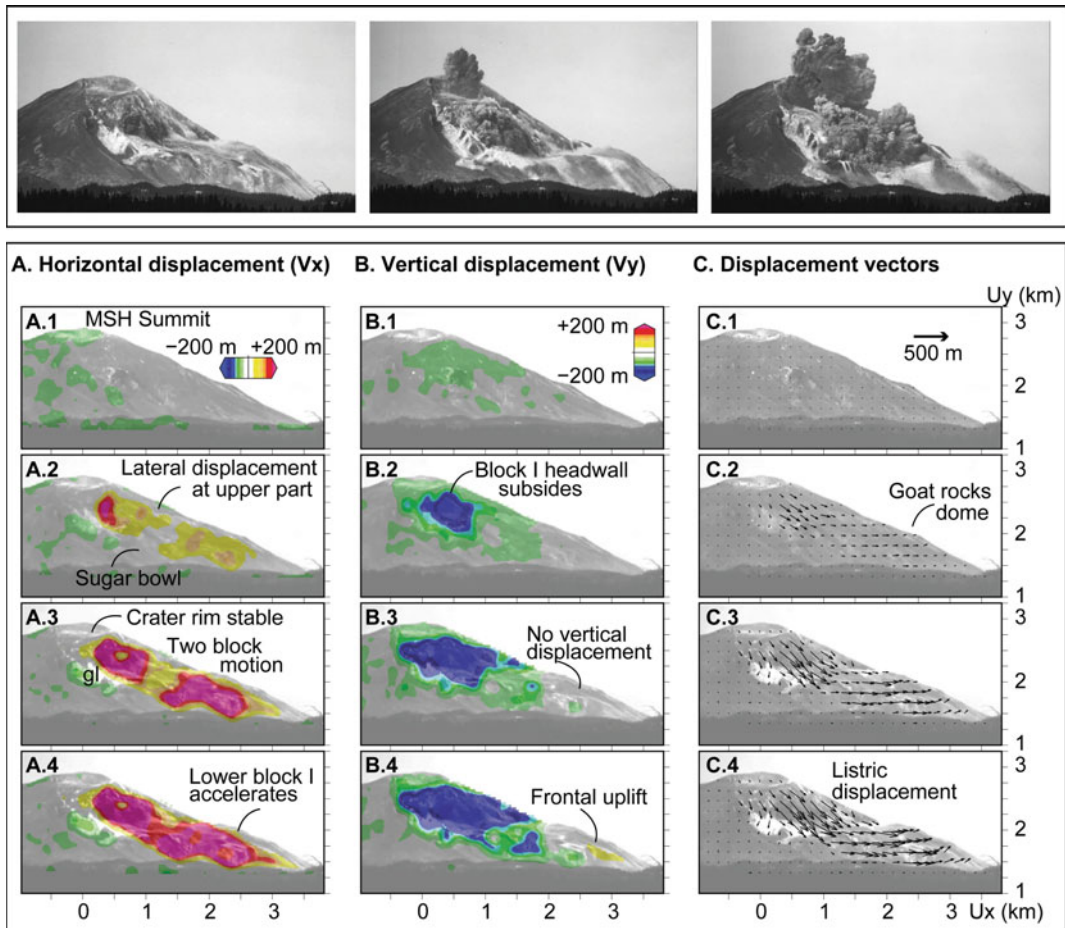 A. Horizontal displacement (Vx)
B. Vertical displacement (Vy)
C. Displacement vectors
Uy (km)
A.1
MSH Summit
−200 m +200 m
B.1
+200 m
−200 m
C.1
500 m
3
2
1
A.2
Lateral displacement
at upper part
Sugar bowl
B.2
Block I headwall
subsides
C.2
Goat rocks
dome
3
2
1
A.3
Crater rim stable
Two block
motion
gl
B.3
No vertical
displacement
C.3
3
2
1
A.4
Lower block I
accelerates
B.4
Frontal uplift
C.4
Listric
displacement
3
2
1
0 1 2 3
0 1 2 3
0 1 2 3 Ux (km)